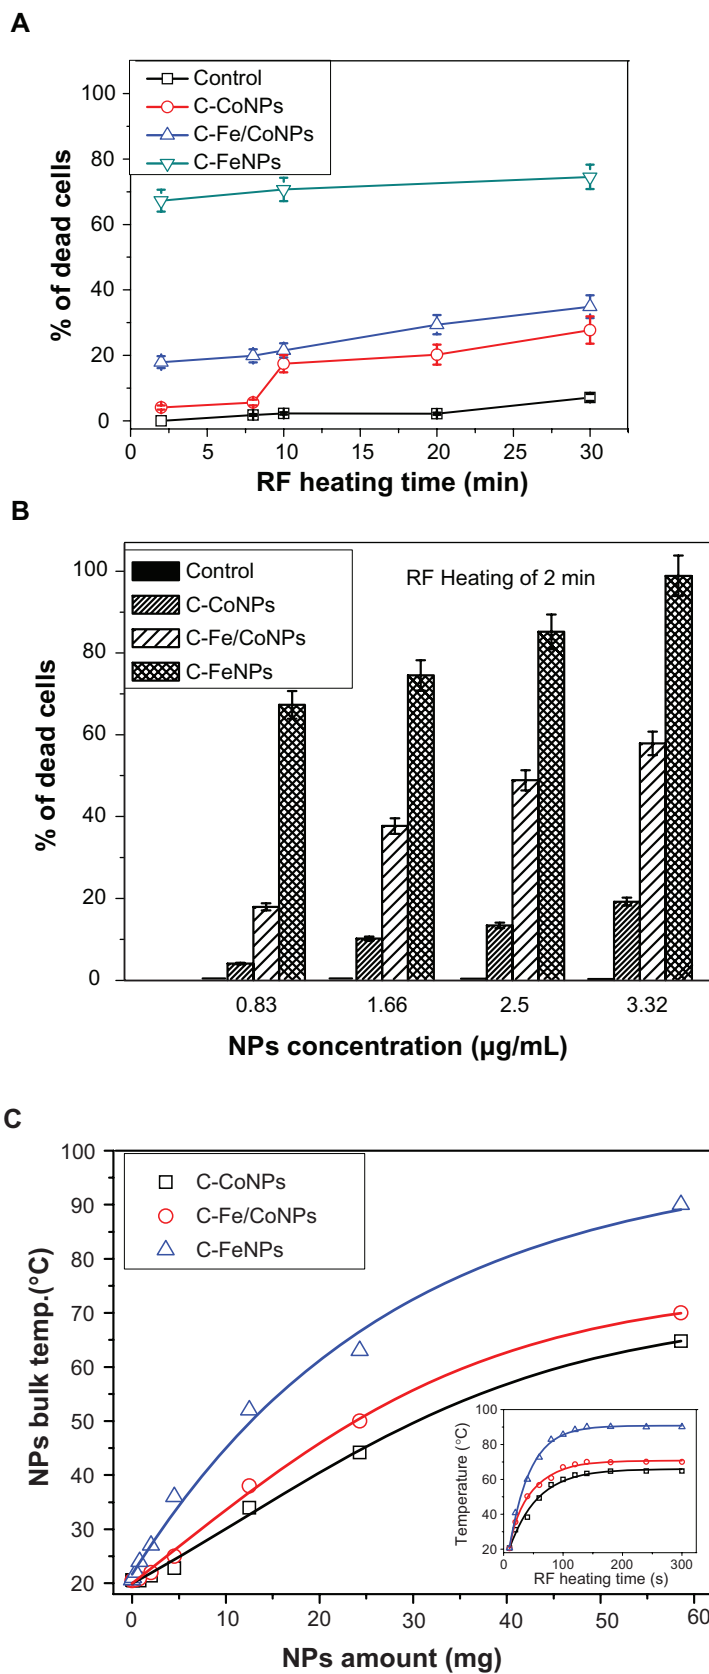 A
Control
C-CoNPs
C-Fe/CoNPs
C-FeNPs
% of dead cells
100
80
60
40
20
0
0 5 10 15 20 25 30
RF heating time (min)
B
Control
C-CoNPs
C-Fe/CoNPs
C-FeNPs
RF Heating of 2 min
% of dead cells
100
80
60
40
20
0
0.83 1.66 2.5 3.32
NPs concentration (µg/mL)
C
C-CoNPs
C-Fe/CoNPs
C-FeNPs
NPs bulk temp.(°C)
100
90
80
70
60
50
40
30
20
0 10 20 30 40 50 60
NPs amount (mg)
Temperature (°C)
100
80
60
40
20
0 100 200 300
RF heating time (s)